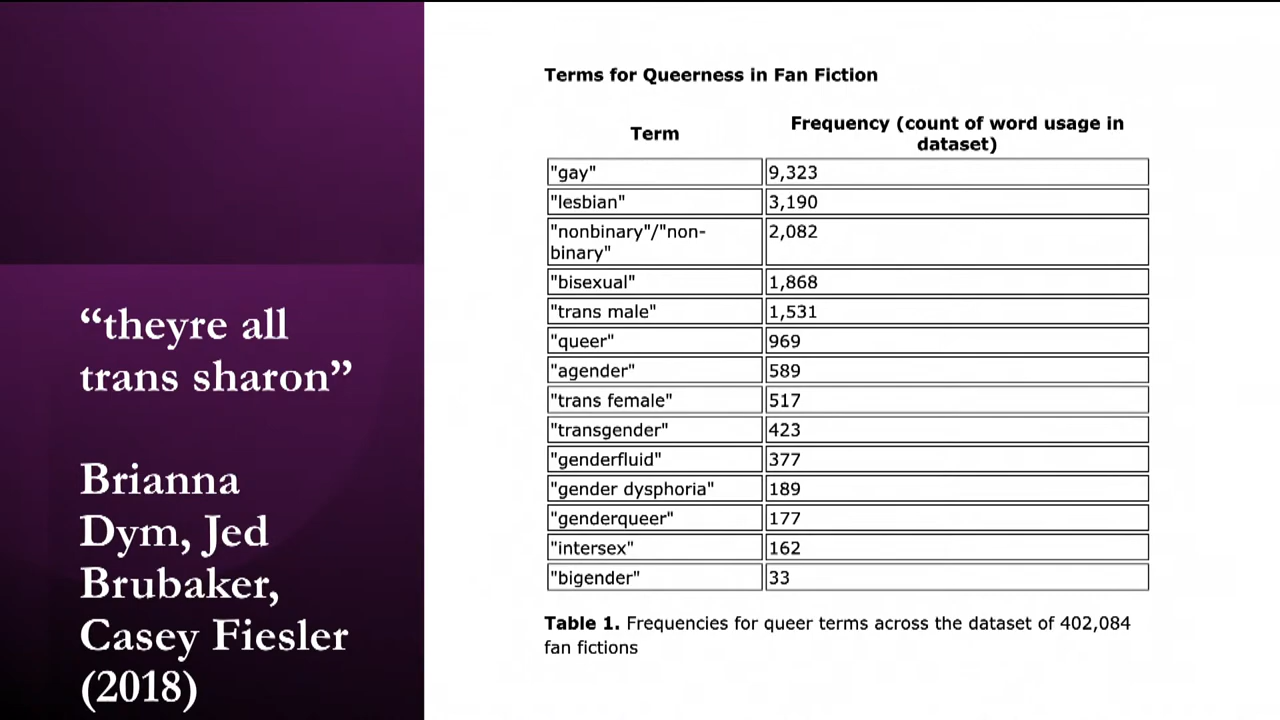 “theyre all
trans sharon”
Brianna
Dym, Jed
Brubaker,
Casey Fiesler
(2018)
Terms for Queerness in Fan Fiction
Term
Frequency (count of word usage in
dataset)
"gay" 9,323
"lesbian" 3,190
"nonbinary"/"non- 2,082
binary"
"bisexual" 1,868
"trans male" 1,531
"queer" 969
"agender" 589
"trans female" 517
"transgender" 423
"genderfluid" 377
"gender dysphoria" 189
"genderqueer" 177
"intersex" 162
"bigender" 33
Table 1. Frequencies for queer terms across the dataset of 402,084
fan fictions